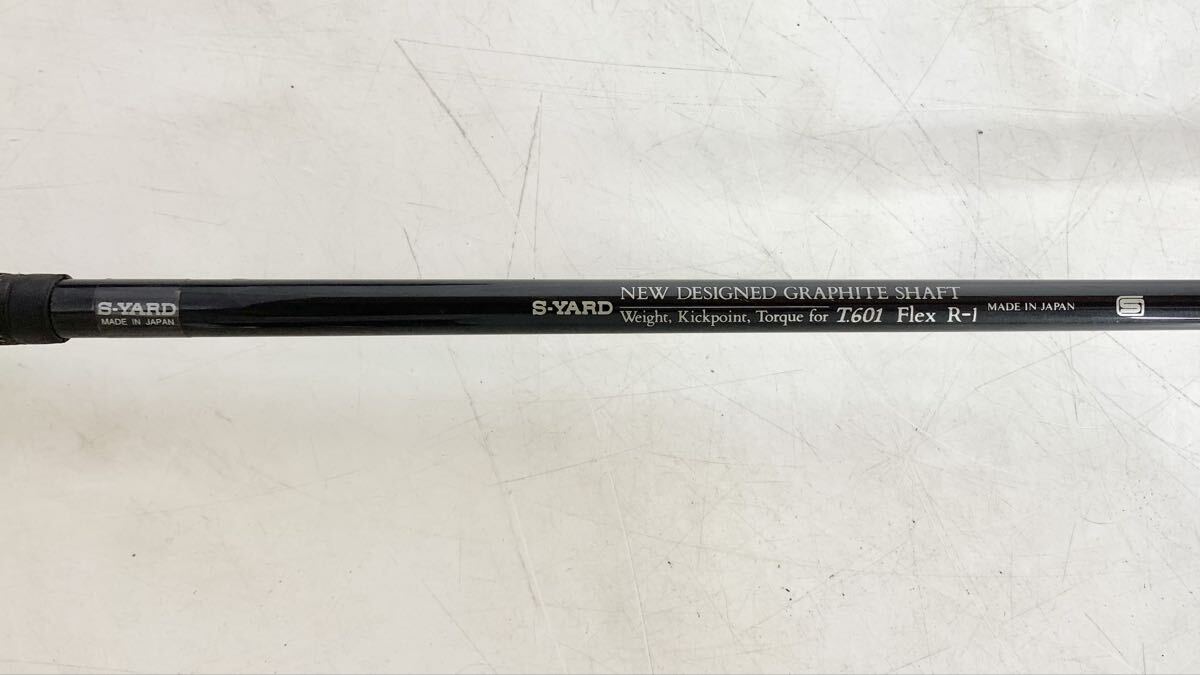 S-YARD
MADE IN JAPAN
S-YARD
NEW DESIGNED GRAPHITE SHAFT
Weight, Kickpoint, Torque for T.601 Flex R-1
MADE IN JAPAN
S